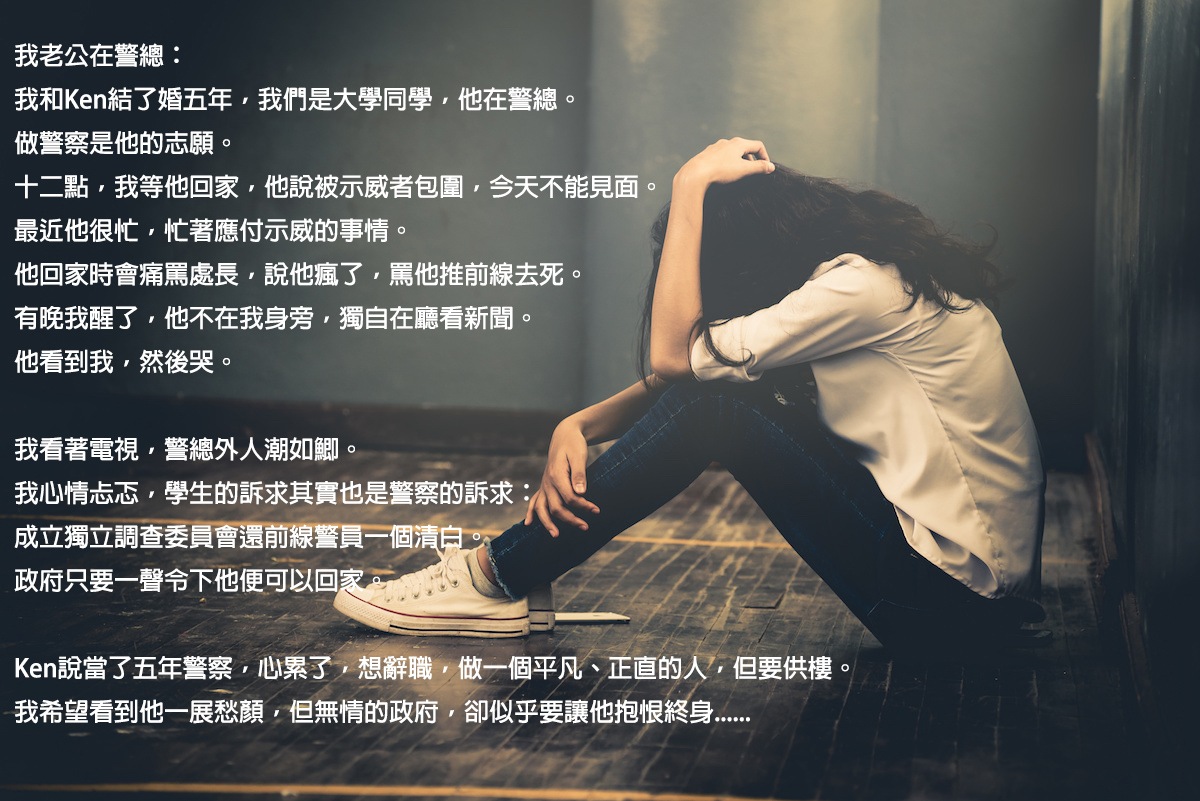 我老公在警總：
我和Ken結了婚五年，我們是大學同學，他在警總。
做警察是他的志願。
十二點，我等他回家，他說被示威者包圍，今天不能見面。
最近他很忙，忙著應付示威的事情。
他回家時會痛罵處長，說他瘋了，罵他推前線去死。
有晚我醒了，他不在我身旁，獨自在廳看新聞。
他看到我，然後哭。
我看著電視，警總外人潮如鯽。
我心情忐忑，學生的訴求其實也是警察的訴求：
成立獨立調查委員會還前線警員一個清白。
政府只要一聲令下他便可以回家。
Ken說當了五年警察，心累了，想辭職，做一個平凡、正直的人，但要供樓。
我希望看到他一展愁顏，但無情的政府，卻似乎要讓他抱恨終身......